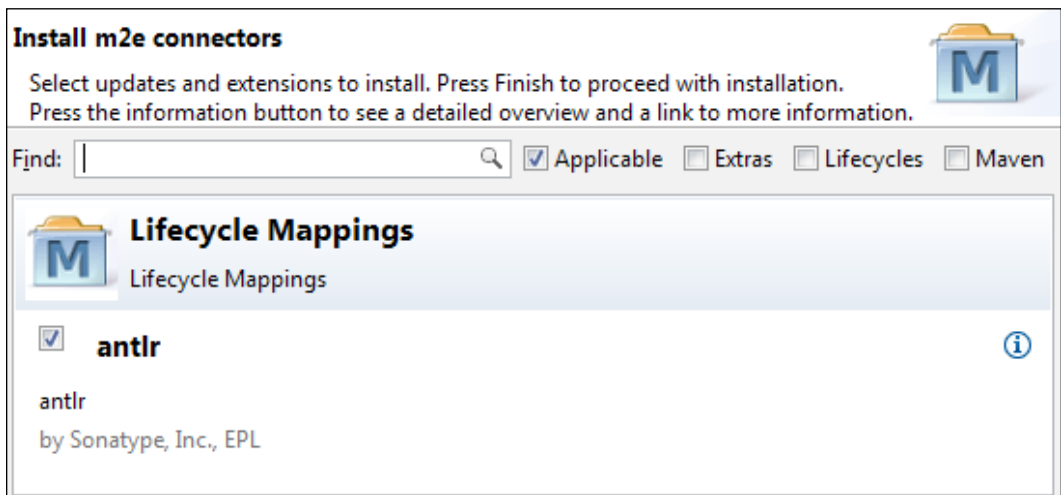 Install m2e connectors
Select updates and extensions to install. Press Finish to proceed with installation.
Press the information button to see a detailed overview and a link to more information.
M
Find: Applicable Extras Lifecycles Maven
M
Lifecycle Mappings
Lifecycle Mappings
antlr
antlr
by Sonatype, Inc., EPL